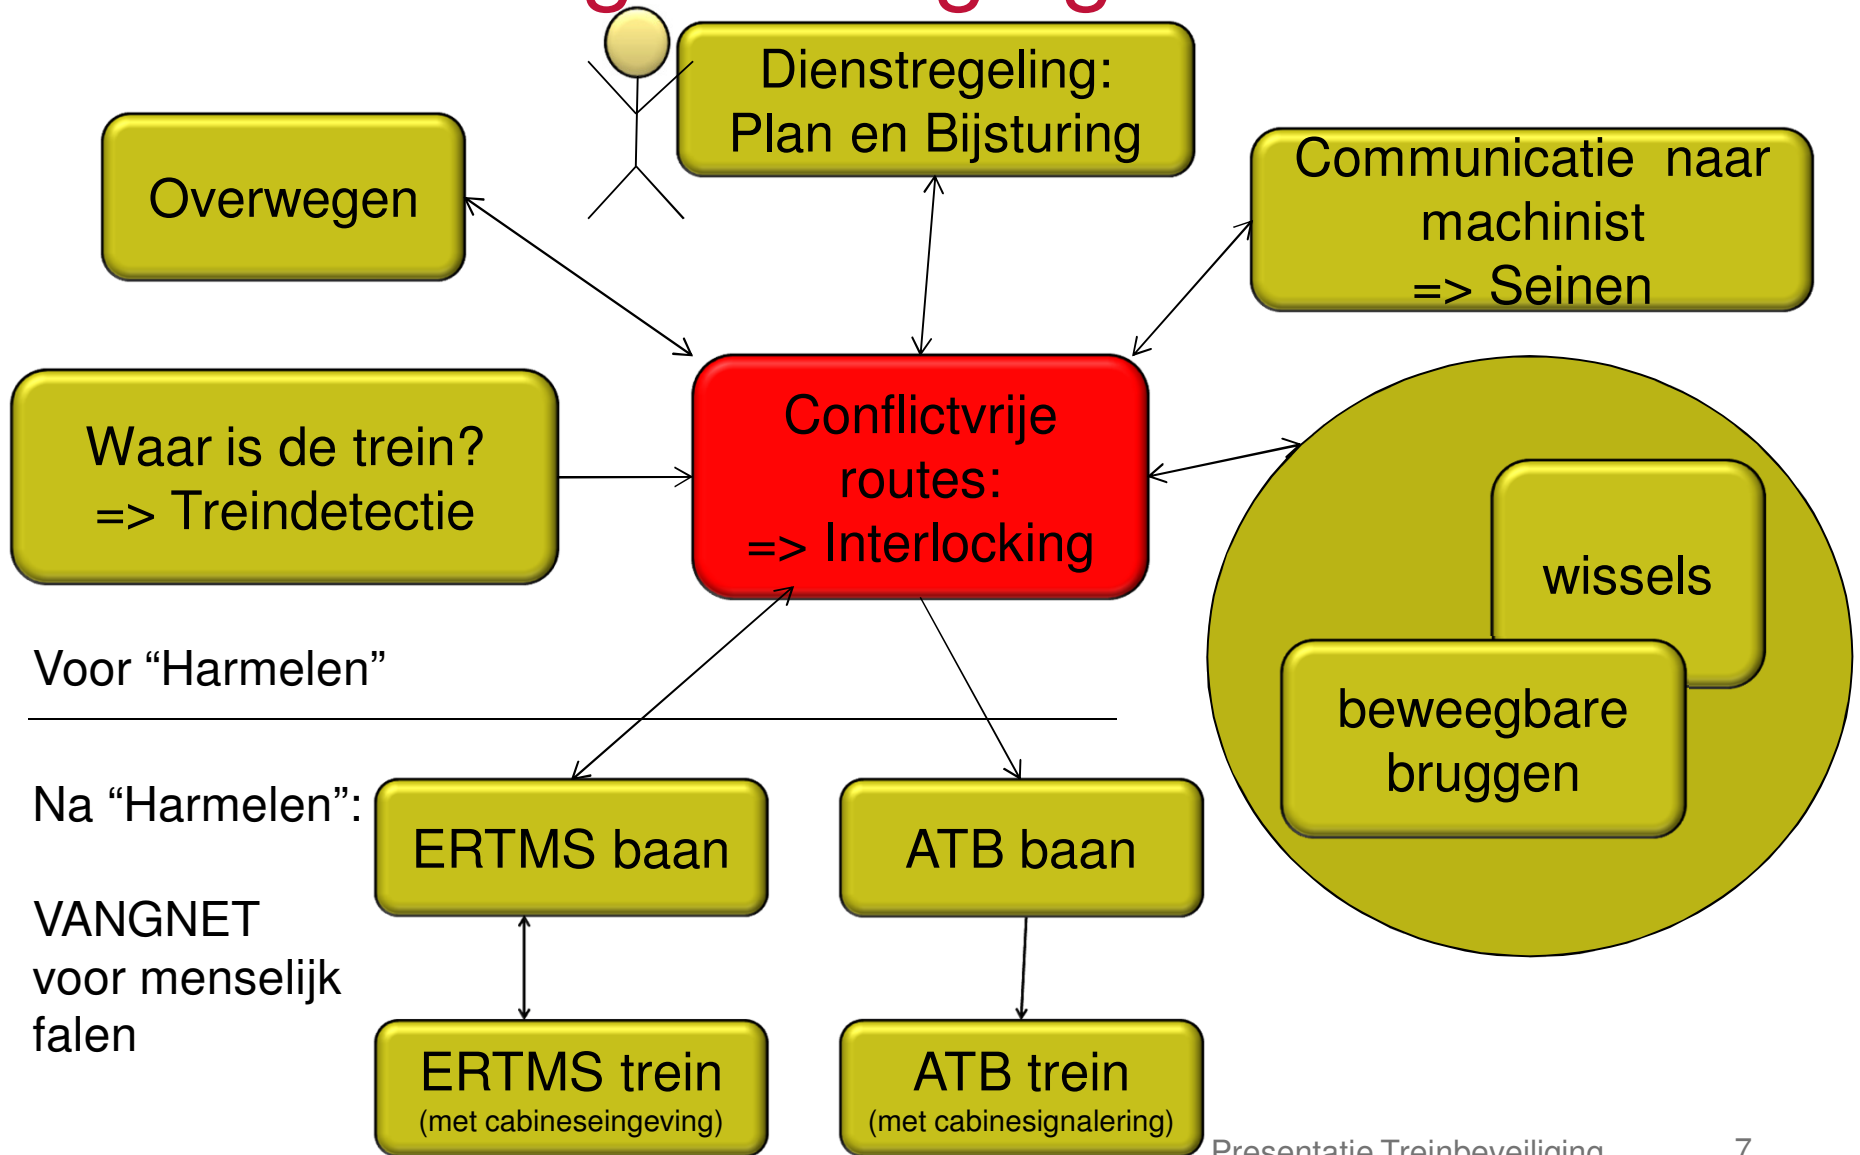 Dienstregeling:
Plan en Bijsturing
Overwegen
Communicatie naar
machinist
=> Seinen
Waar is de trein?
=> Treindetectie
Conflictvrije
routes:
=> Interlocking
wissels
beweegbare
bruggen
Voor “Harmelen”
Na “Harmelen”:
VANGNET
voor menselijk
falen
ERTMS baan
ATB baan
ERTMS trein
(met cabineseingeving)
ATB trein
(met cabinesignalering)
Presentatie Treinbeveiliging 7